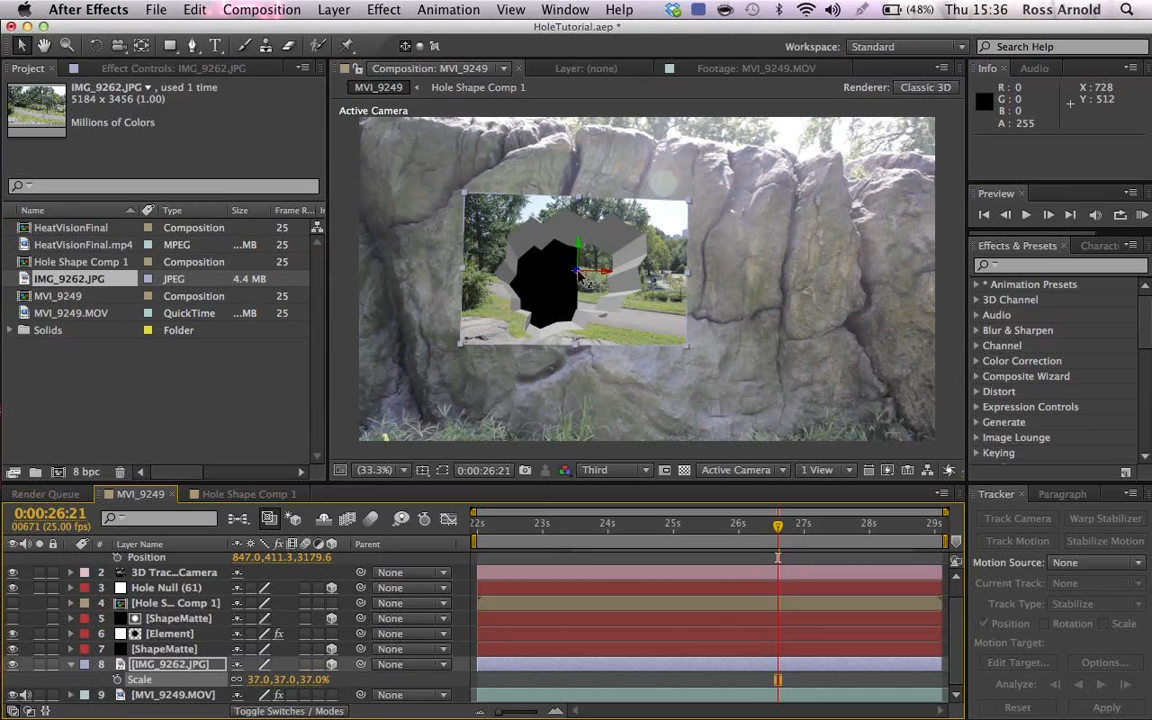 After Effects File Edit Composition Layer Effect Animation View Window Help (48%) Thu 15:36 Ross Arnold
HoleTutorial.aep *
Workspace: Standard Search Help
Project Effect Controls: IMG_9262.JPG Composition: MVI_9249 Layer: (none) Footage: MVI_9249.MOV Info Audio
IMG_9262.JPG, used 1 time
5184 x 3456 (1.00)
Millions of Colors
MVI_9249 Hole Shape Comp 1 Renderer: Classic 3D
Active Camera
R: 0 X: 728
G: 0 Y: 512
B: 0
A: 255
Name Type Size Frame R
HeatVisionFinal Composition 25
HeatVisionFinal.mp4 MPEG ...MB 25
Hole Shape Comp 1 Composition 25
IMG_9262.JPG JPEG 4.4 MB
MVI_9249 Composition 25
MVI_9249.MOV QuickTime ...MB 25
Solids Folder
Preview
Effects & Presets Charact
* Animation Presets
3D Channel
Audio
Blur & Sharpen
Channel
Color Correction
Composite Wizard
Distort
Expression Controls
Generate
Image Lounge
Keying
8 bpc (33.3%) 0:00:26:21 Third Active Camera 1 View
Render Queue MVI_9249 Hole Shape Comp 1
0:00:26:21
00671 (25.00 fps)
22s 23s 24s 25s 26s 27s 28s 29s
# Layer Name Parent
Position 847.0,411.3,3179.6
2 3D Trac...Camera None
3 Hole Null (61) None
4 [Hole S... Comp 1] None
5 [ShapeMatte] None
6 [Element] None
7 [ShapeMatte] None
8 [IMG_9262.JPG] None
Scale 37.0,37.0,37.0%
9 [MVI_9249.MOV] None
Toggle Switches / Modes
Tracker Paragraph
Track Camera Warp Stabilizer
Track Motion Stabilize Motion
Motion Source: None
Current Track: None
Track Type: Stabilize
Position Rotation Scale
Motion Target:
Edit Target... Options...
Analyze:
Reset Apply